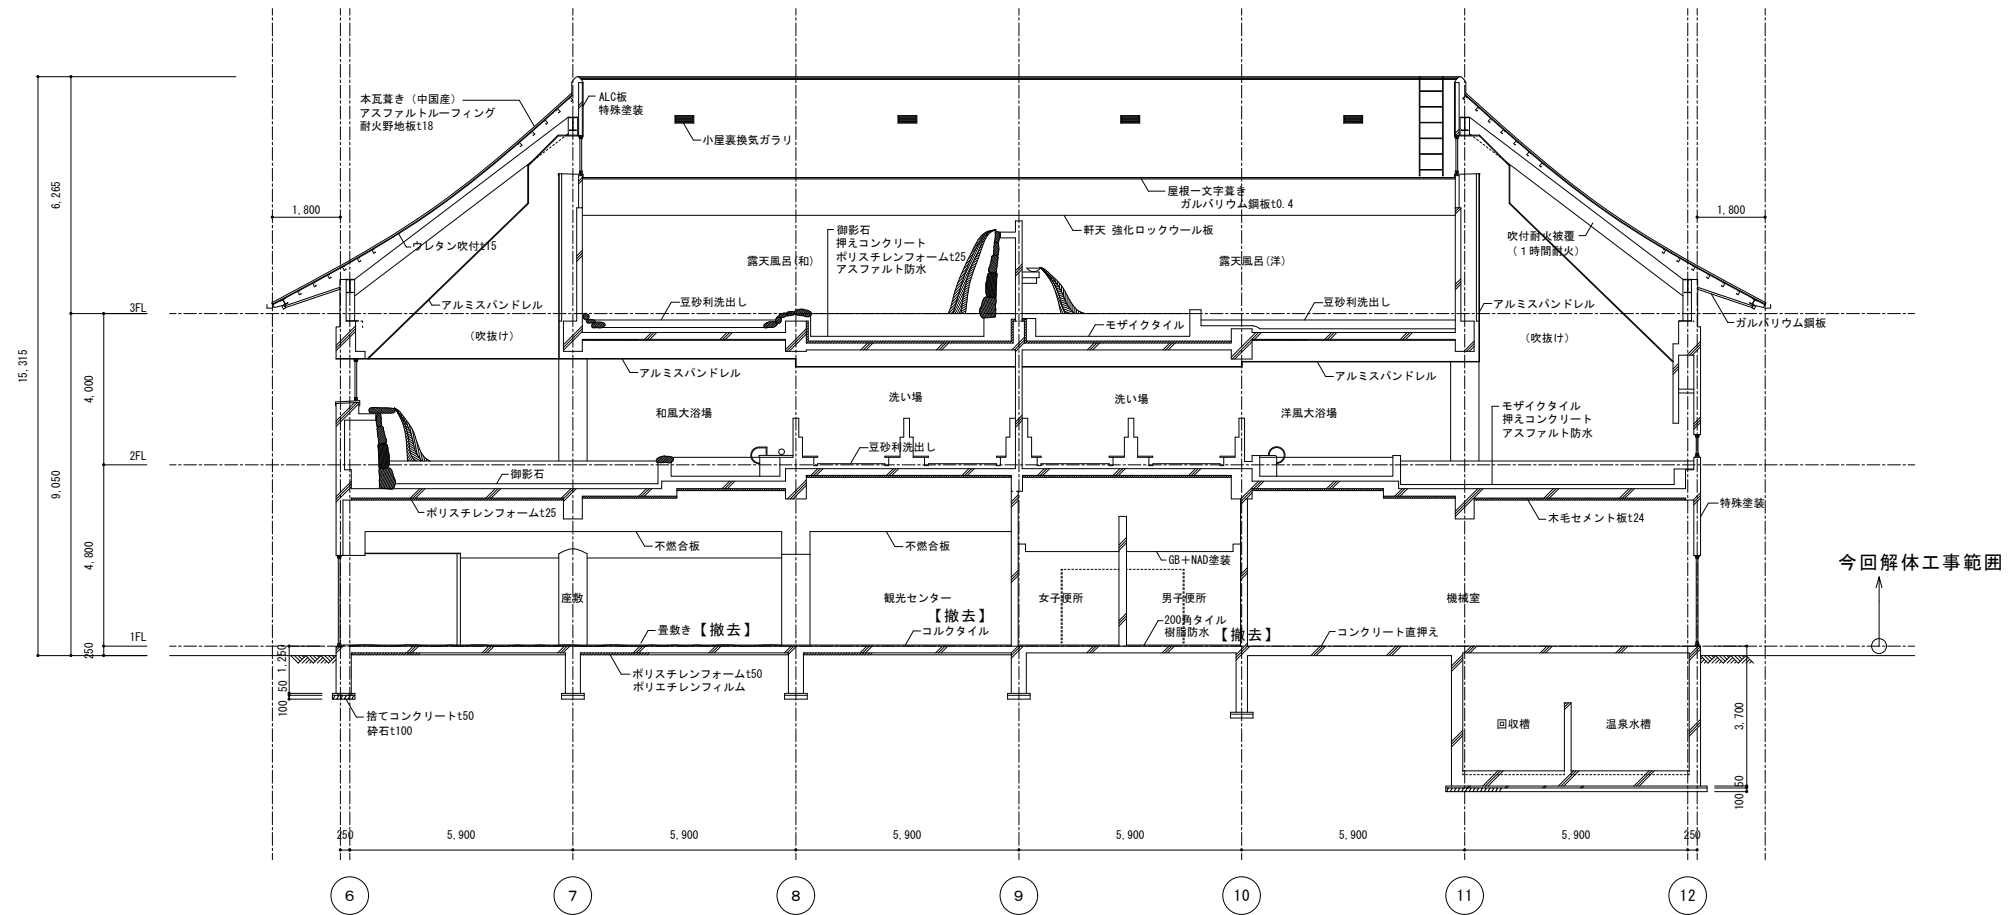 本瓦葺き（中国産）
アスファルトルーフィング
耐火野地板t18
ALC板
特殊塗装
小屋裏換気ガラリ
屋根一文字葺き
ガルバリウム鋼板t0.4
軒天 強化ロックウール板
御影石
押えコンクリート
ポリスチレンフォームt25
アスファルト防水
露天風呂(和)
露天風呂(洋)
吹付耐火被覆
（１時間耐火）
ウレタン吹付t15
アルミスパンドレル
豆砂利洗出し
豆砂利洗出し
アルミスパンドレル
モザイクタイル
ガルバリウム鋼板
(吹抜け)
(吹抜け)
アルミスパンドレル
アルミスパンドレル
和風大浴場
洗い場
洗い場
洋風大浴場
モザイクタイル
押えコンクリート
アスファルト防水
豆砂利洗出し
御影石
ポリスチレンフォームt25
木毛セメント板t24
特殊塗装
不燃合板
不燃合板
GB＋NAD塗装
今回解体工事範囲
座敷
観光センター
女子便所
男子便所
機械室
畳敷き【撤去】
【撤去】
コルクタイル
200角タイル
樹脂防水【撤去】
コンクリート直押え
ポリスチレンフォームt50
ポリエチレンフィルム
捨てコンクリートt50
砕石t100
回収槽
温泉水槽
3FL
2FL
1FL
15,315
6,265
9,050
4,000
4,800
250
1,800
1,800
1,250
50
100
3,700
50
100
250
5,900
5,900
5,900
5,900
5,900
5,900
250
6
7
8
9
10
11
12